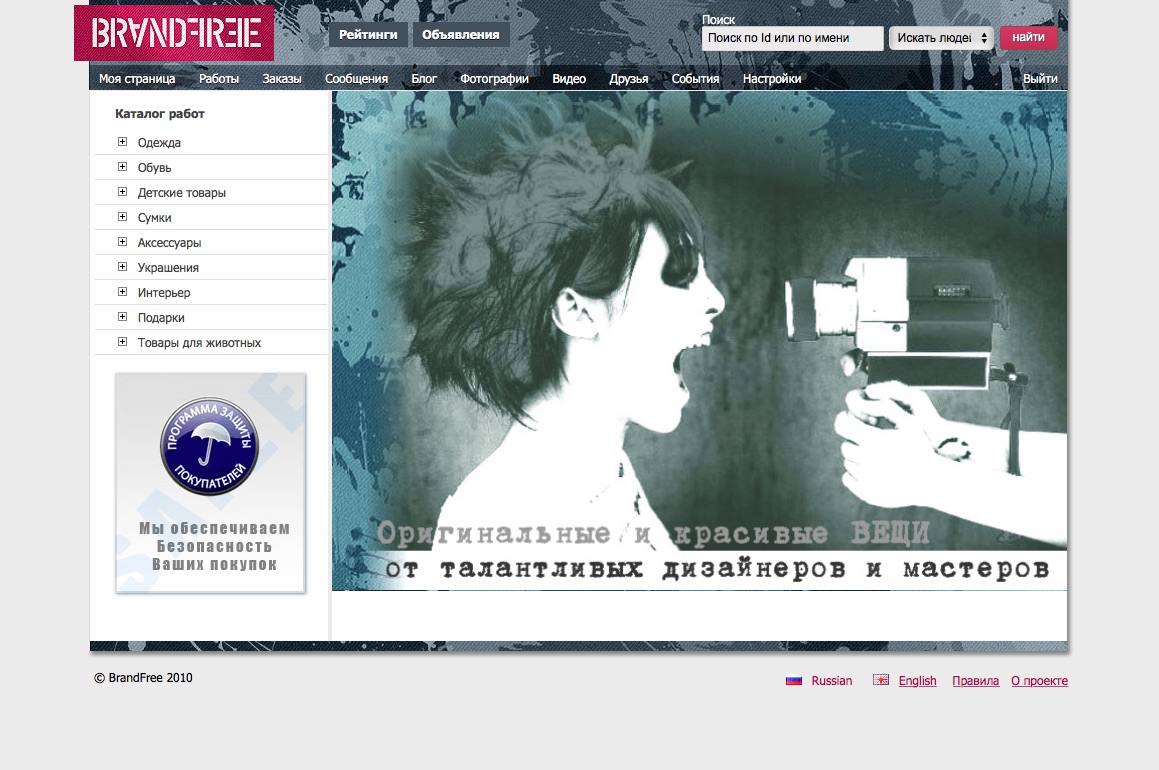 BRANDFREE
Рейтинги
Объявления
Поиск
Поиск по Id или по имени
Искать людей
найти
Моя страница Работы Заказы Сообщения Блог Фотографии Видео Друзья События Настройки Выйти
Каталог работ
Одежда
Обувь
Детские товары
Сумки
Аксессуары
Украшения
Интерьер
Подарки
Товары для животных
ПРОГРАММА ЗАЩИТЫ
ПОКУПАТЕЛЕЙ
SAFE
Мы обеспечиваем
Безопасность
Ваших покупок
Оригинальные и красивые ВЕЩИ
от талантливых дизайнеров и мастеров
© BrandFree 2010
Russian English Правила О проекте